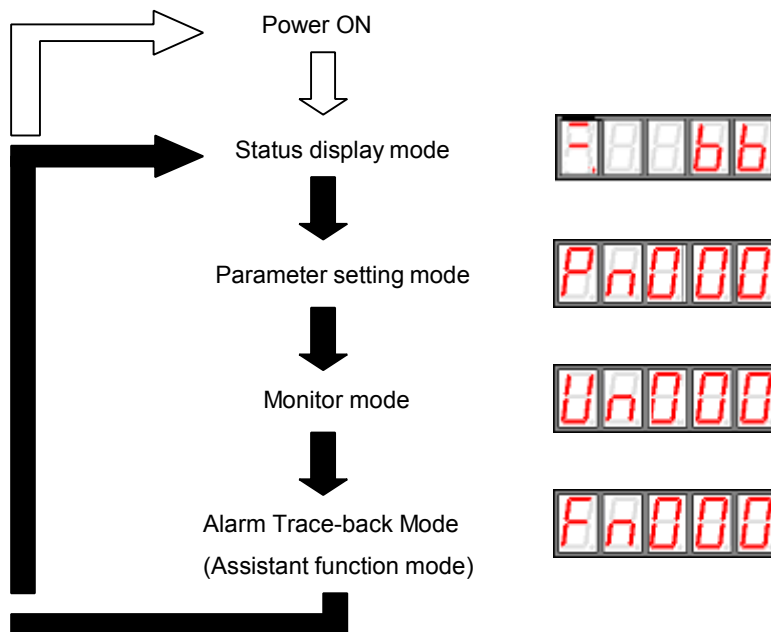 Power ON
Status display mode
bb
Parameter setting mode
Pn000
Monitor mode
Un000
Alarm Trace-back Mode
(Assistant function mode)
Fn000